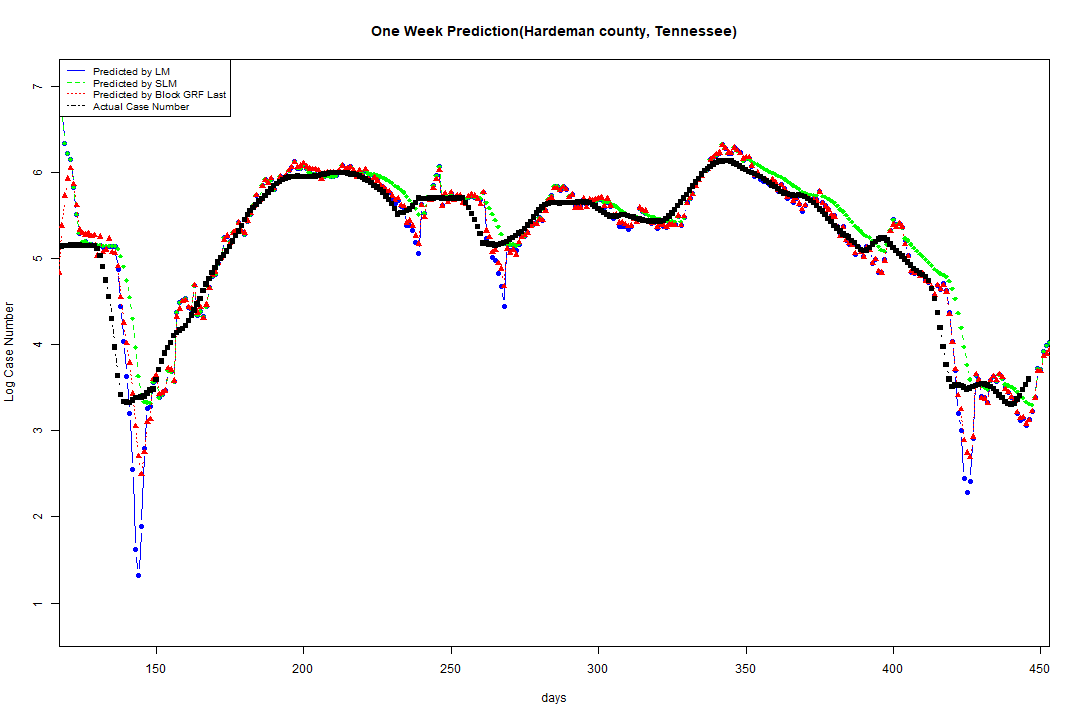 One Week Prediction(Hardeman county, Tennessee)
Predicted by LM
Predicted by SLM
Predicted by Block GRF Last
Actual Case Number
7
6
5
4
3
2
1
Log Case Number
150 200 250 300 350 400 450
days